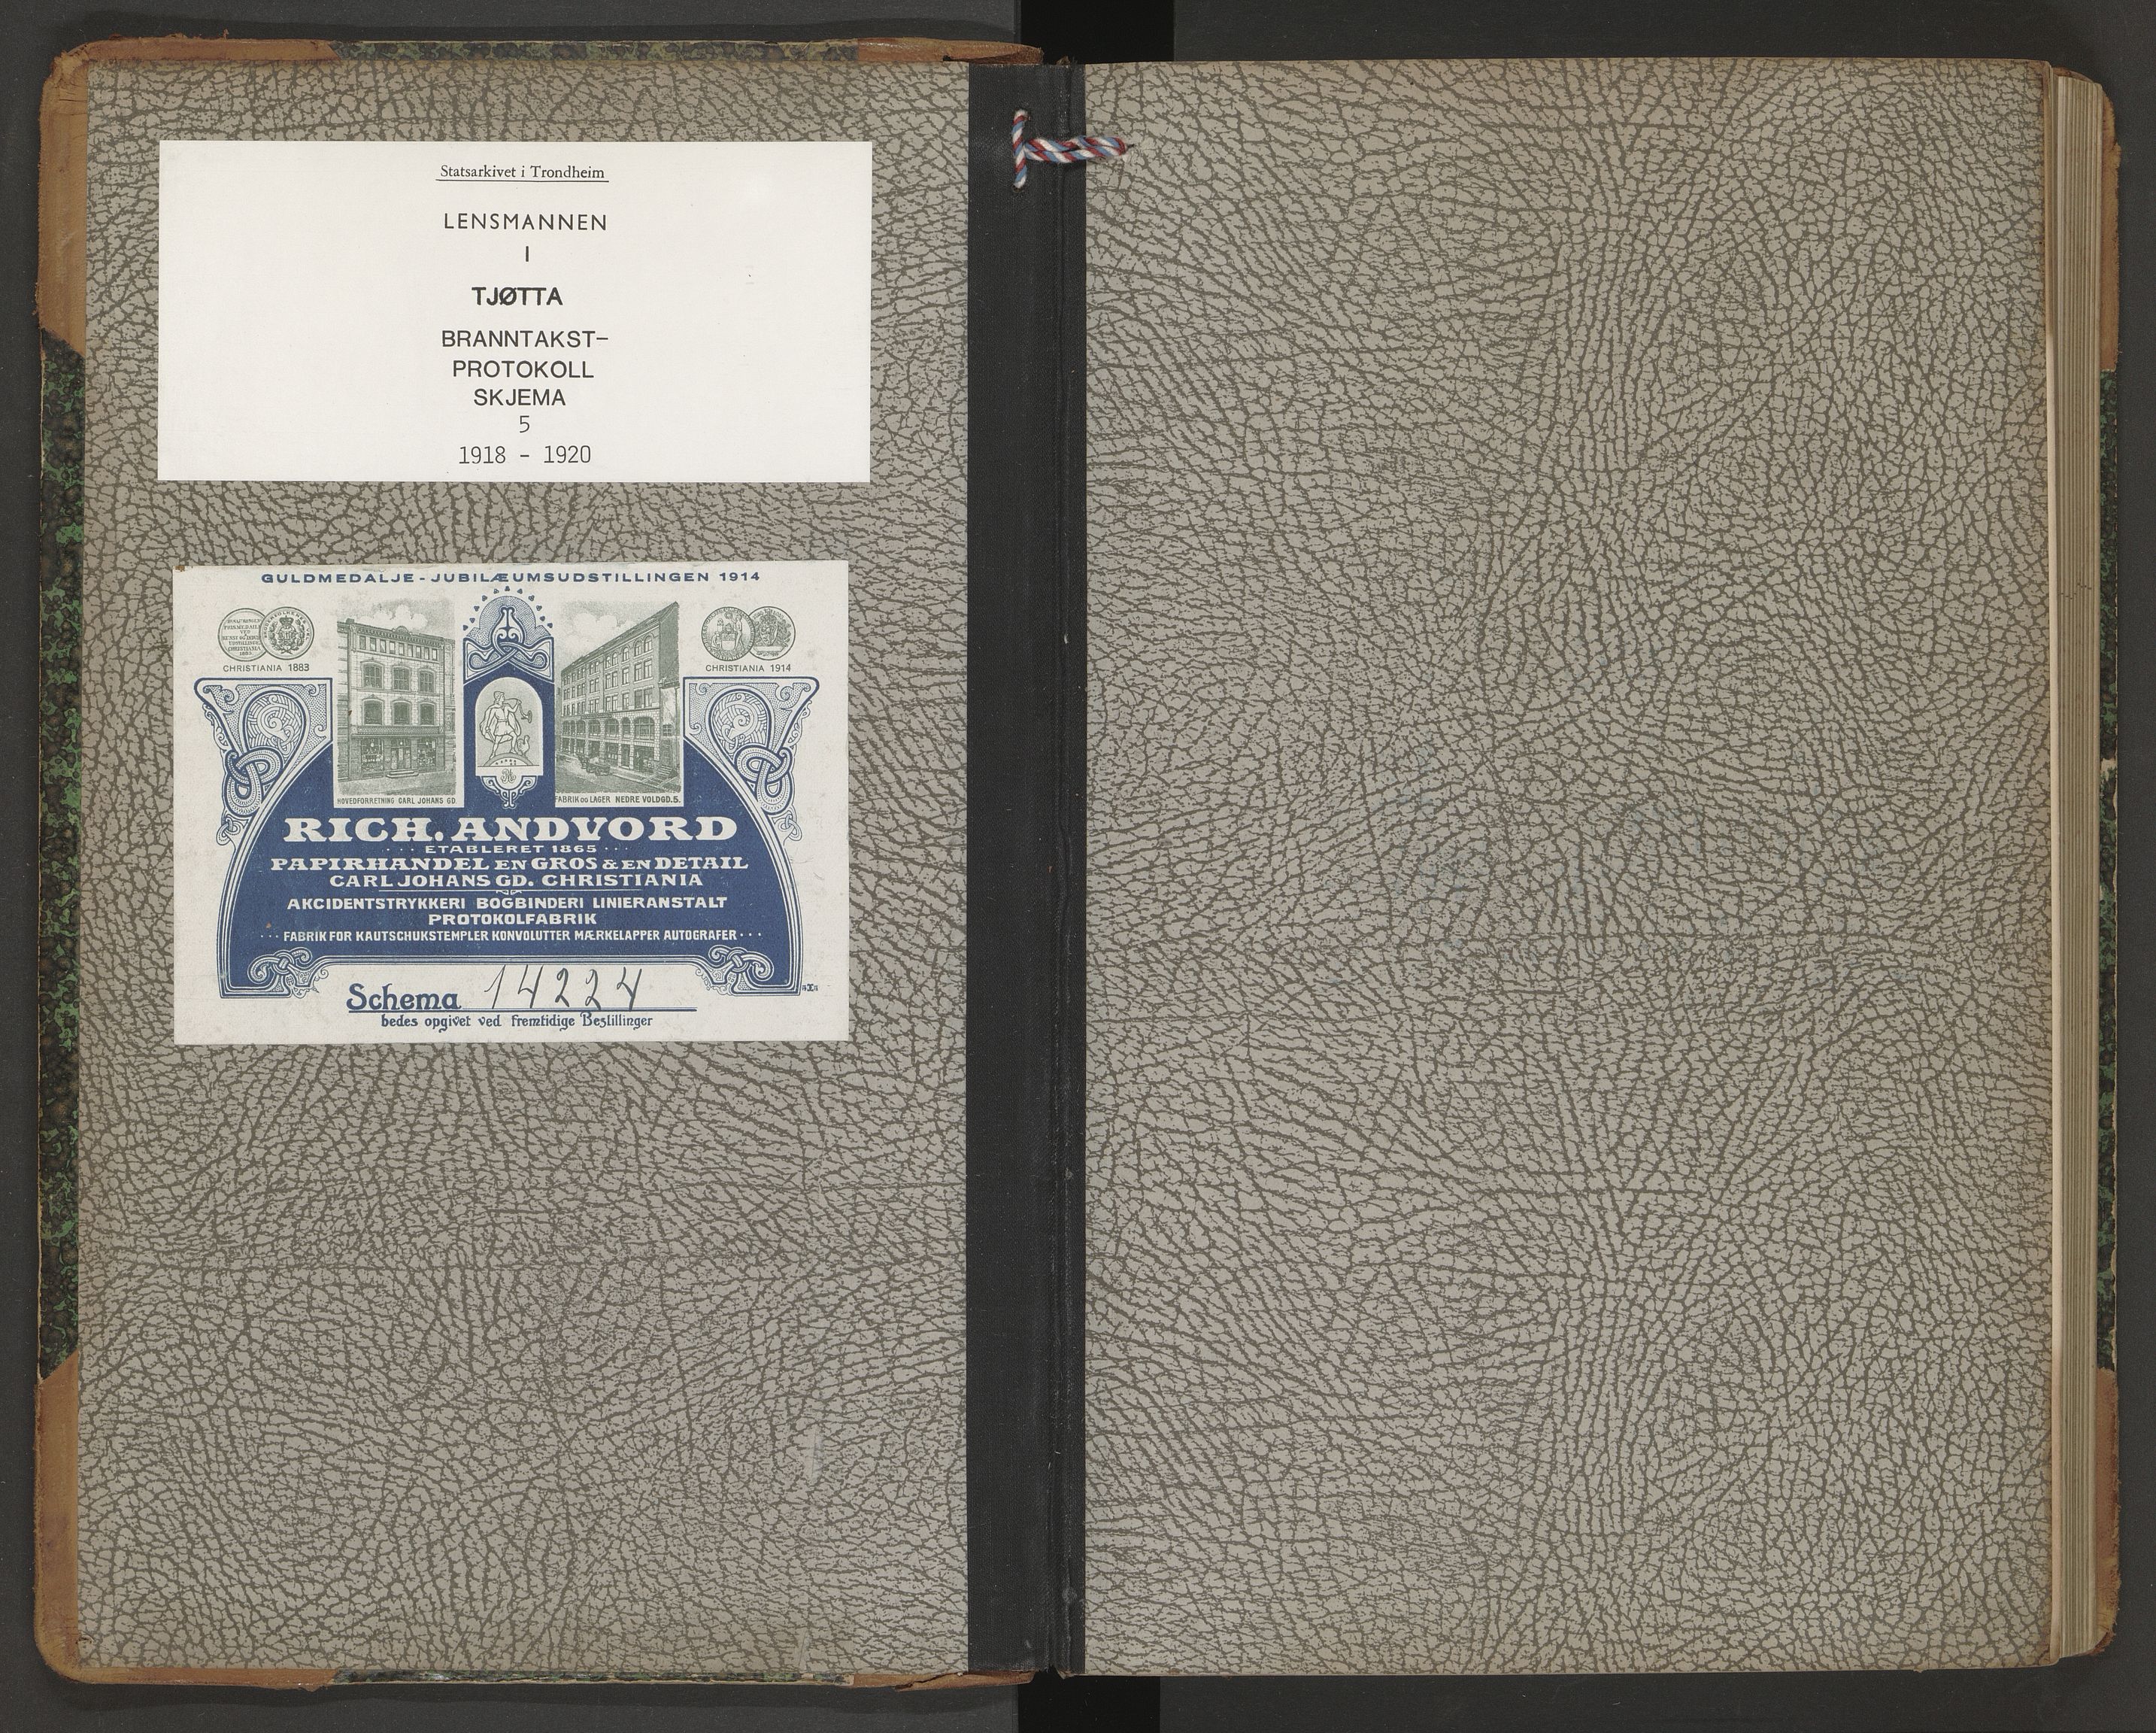 Statsarkivet i Trondheim
LENSMANNEN
I
TJØTTA
BRANNTAKST-
PROTOKOLL
SKJEMA
5
1918 - 1920
GULDMEDALJE-JUBILÆUMSUDSTILLINGEN 1914
CHRISTIANIA 1883
CHRISTIANIA 1914
HOVEDFORRETNING CARL JOHANS GD
FABRIK OG LAGER NEDRE VOLDGD.5.
RICH. ANDVORD
ETABLERET 1865
PAPIRHANDEL EN GROS & EN DETAIL
CARL JOHANS GD. CHRISTIANIA
AKCIDENTSTRYKKERI BOGBINDERI LINIERANSTALT
PROTOKOLFABRIK
FABRIK FOR KAUTSCHUKSTEMPLER KONVOLUTTER MÆRKELAPPER AUTOGRAFER
Schema 14224
bedes opgivet ved fremtidige Bestillinger